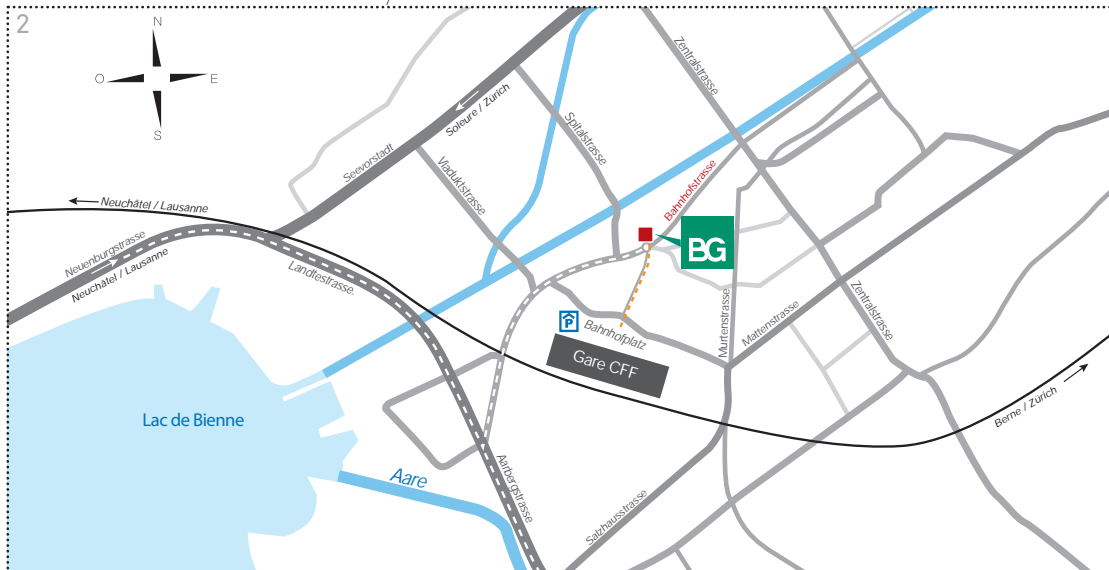 2
N
O
E
S
Soleure / Zürich
Seevorstadt
Spitalstrasse
Viaduktstrasse
Zentralstrasse
Bahnhofstrasse
BG
Neuchâtel / Lausanne
Neuenburgstrasse
Neuchâtel / Lausanne
Landtestrasse.
P
Bahnhofplatz
Gare CFF
Murtenstrasse
Mattenstrasse
Zentralstrasse
Berne / Zürich
Lac de Bienne
Aare
Aarbergstrasse
Salzhausstrasse